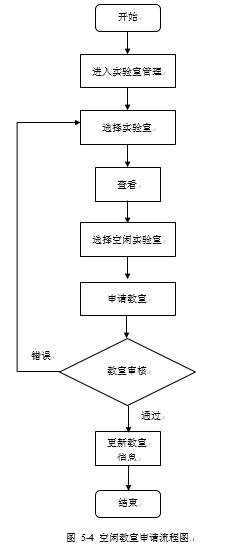 开始
进入实验室管理
选择实验室
查看
选择空闲实验室
申请教室
教室审核
错误
通过
更新教室
信息
结束
图 5-4 空闲教室申请流程图